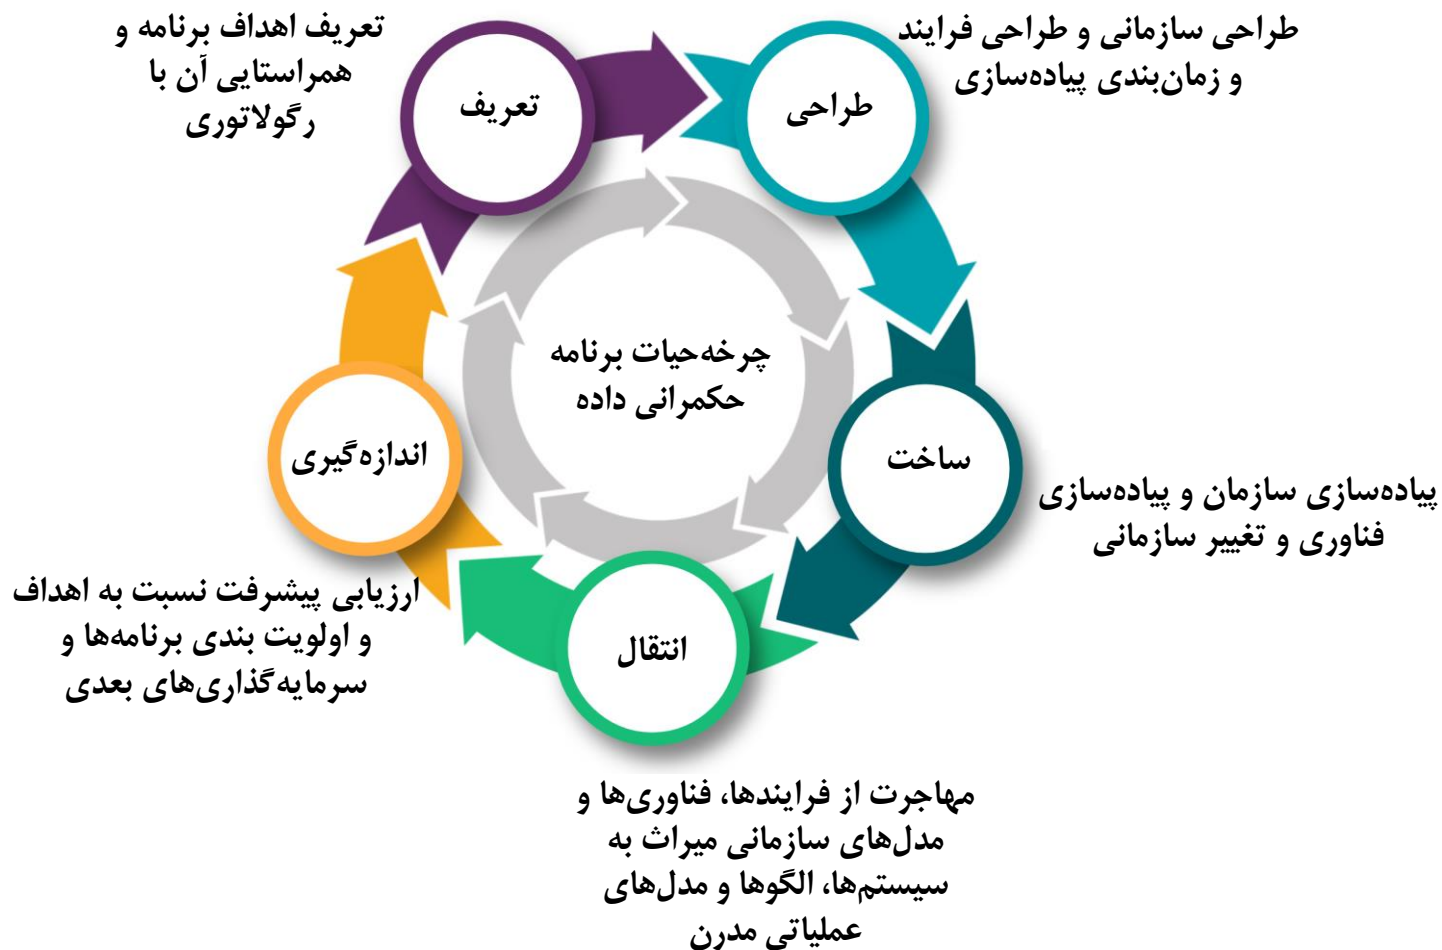 تعریف اهداف برنامه و
همراستایی آن با
رگولاتوری
تعریف
طراحی
طراحی سازمانی و طراحی فرایند
و زمان‌بندی پیاده‌سازی
چرخه‌حیات برنامه
حکمرانی داده
اندازه‌گیری
ساخت
پیاده‌سازی سازمان و پیاده‌سازی
فناوری و تغییر سازمانی
ارزیابی پیشرفت نسبت به اهداف
و اولویت بندی برنامه‌ها و
سرمایه‌گذاری‌های بعدی
انتقال
مهاجرت از فرایندها، فناوری‌ها و
مدل‌های سازمانی میراث به
سیستم‌ها، الگوها و مدل‌های
عملیاتی مدرن